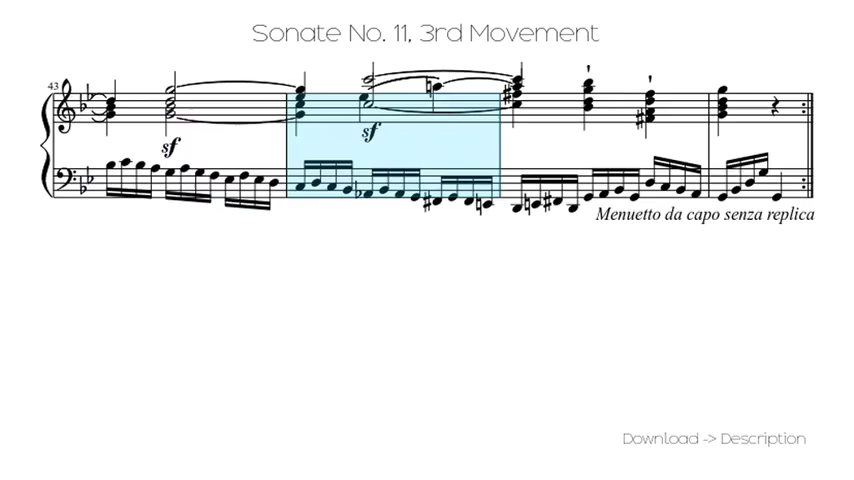 Sonate No. 11, 3rd Movement
43
sf
sf
Menuetto da capo senza replica
Download -> Description